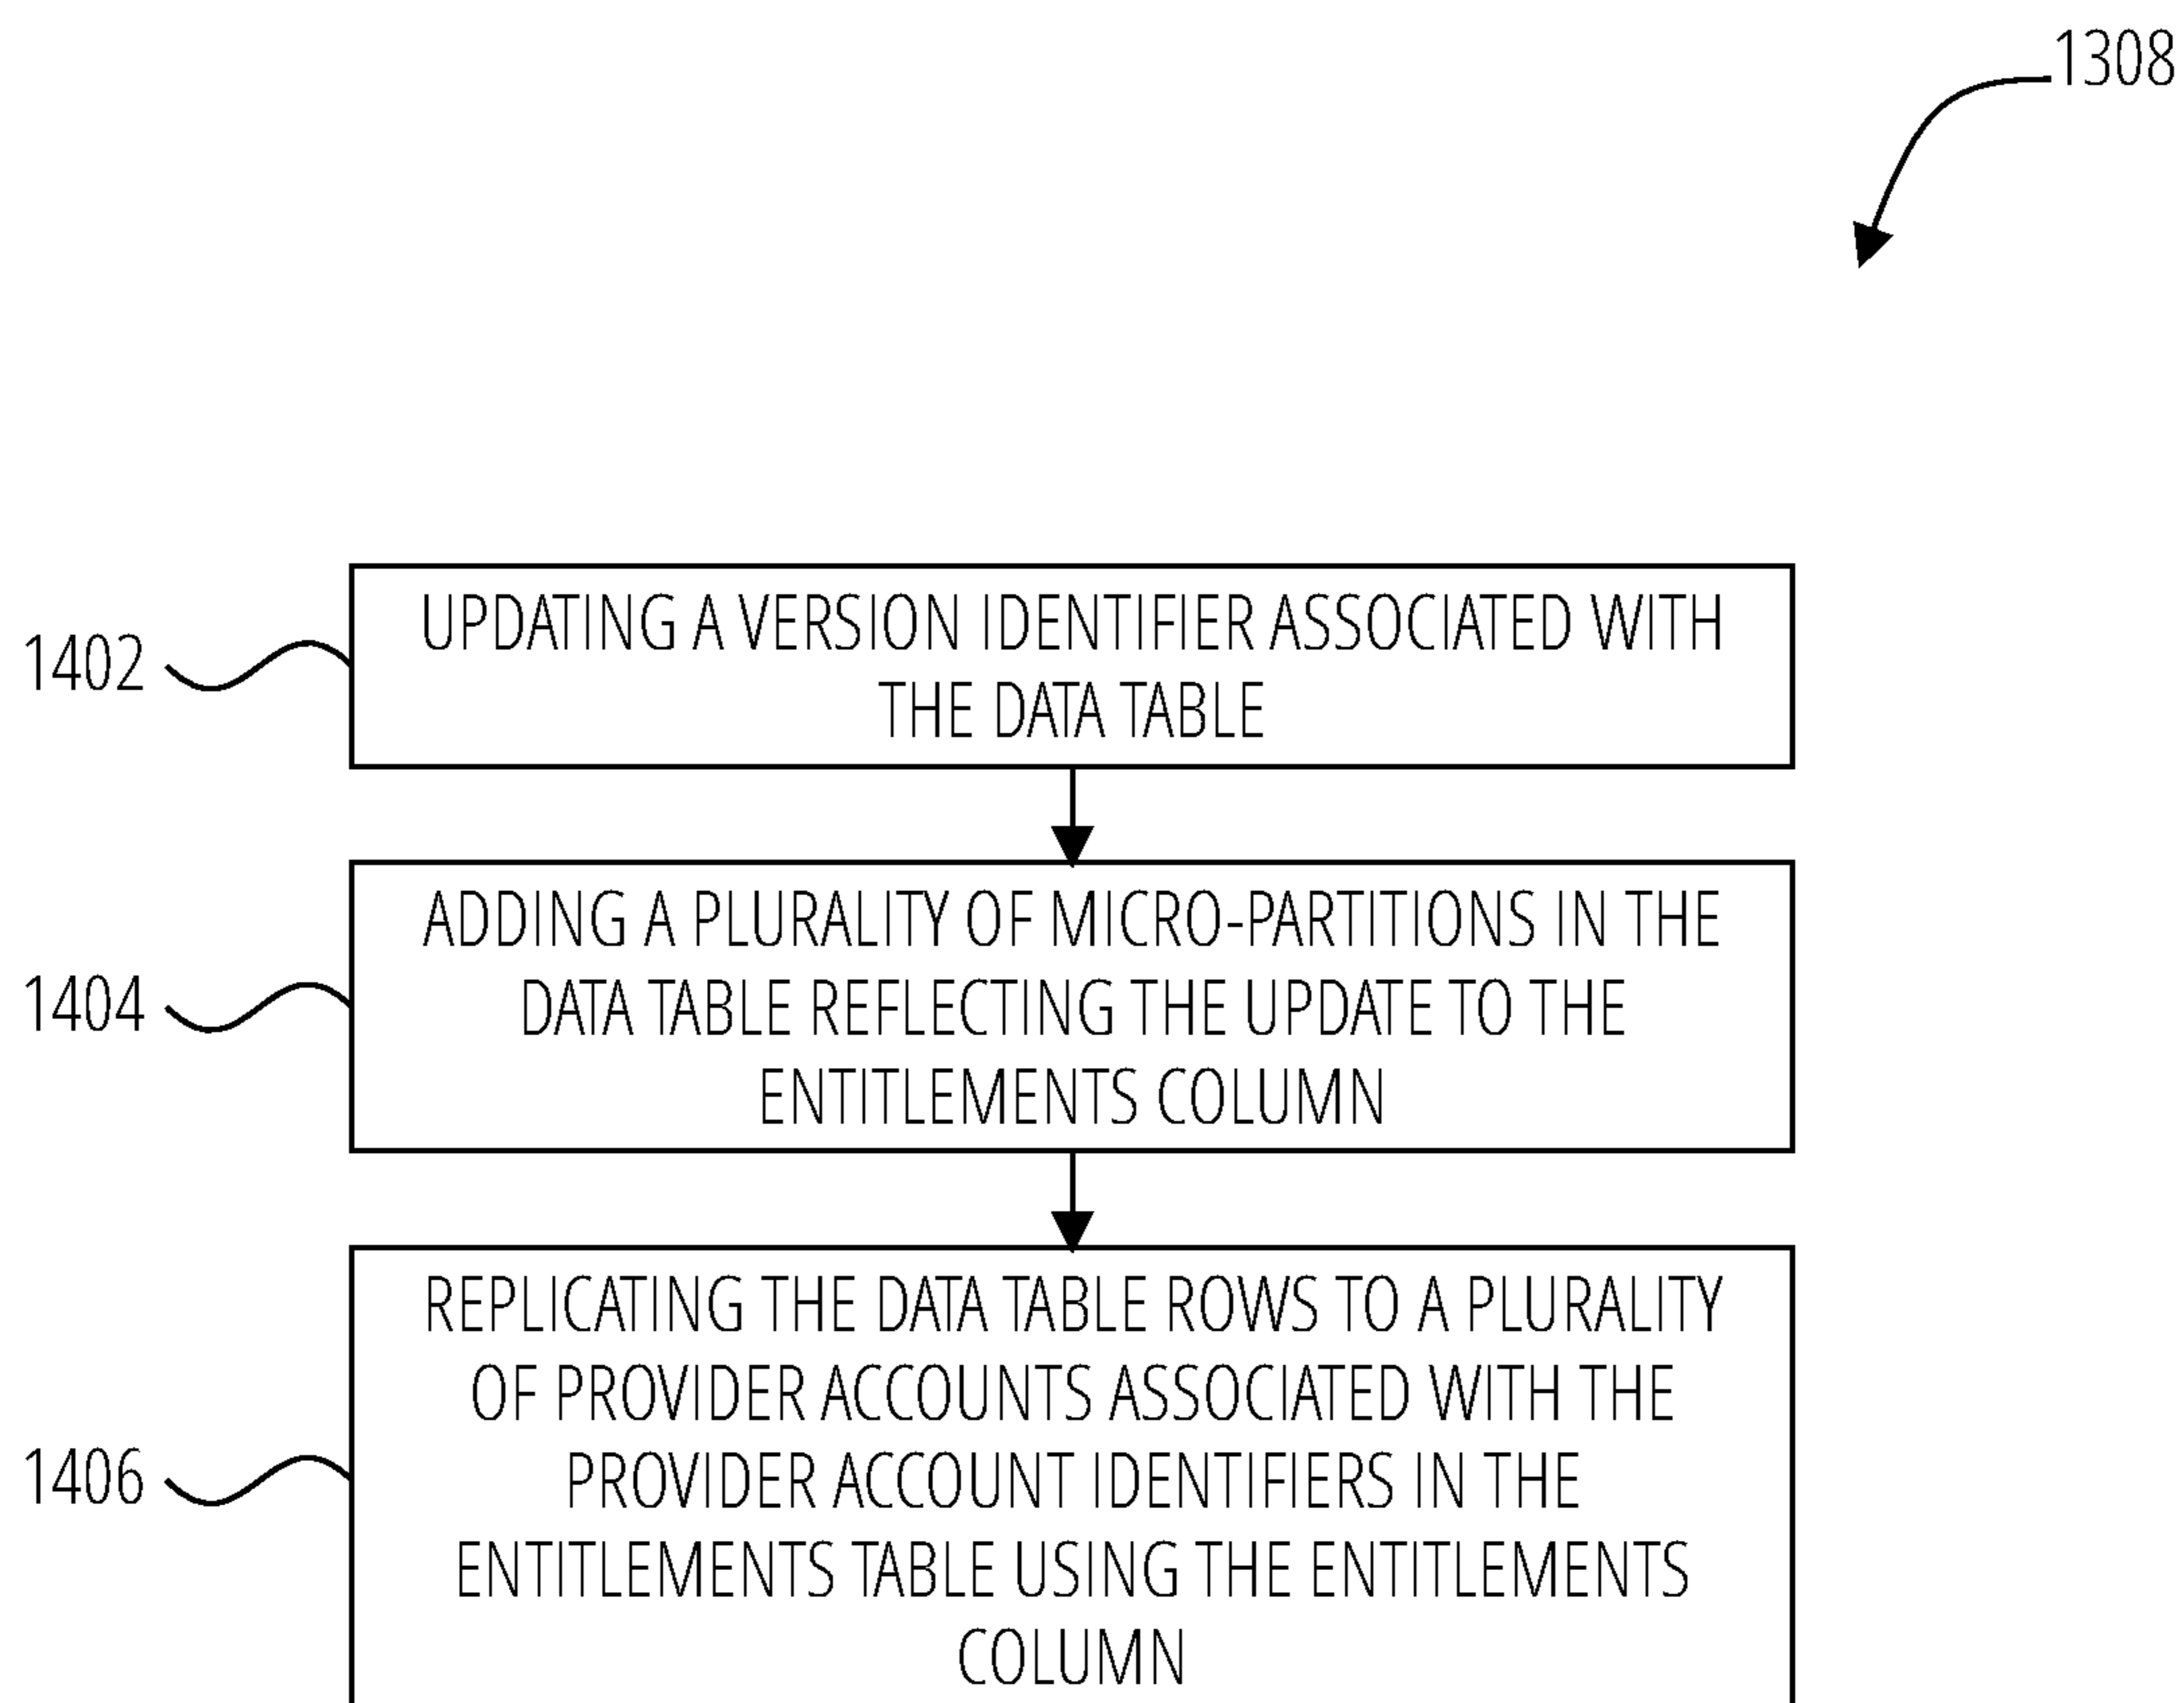 1308
1402
UPDATING A VERSION IDENTIFIER ASSOCIATED WITH
THE DATA TABLE
1404
ADDING A PLURALITY OF MICRO-PARTITIONS IN THE
DATA TABLE REFLECTING THE UPDATE TO THE
ENTITLEMENTS COLUMN
1406
REPLICATING THE DATA TABLE ROWS TO A PLURALITY
OF PROVIDER ACCOUNTS ASSOCIATED WITH THE
PROVIDER ACCOUNT IDENTIFIERS IN THE
ENTITLEMENTS TABLE USING THE ENTITLEMENTS
COLUMN